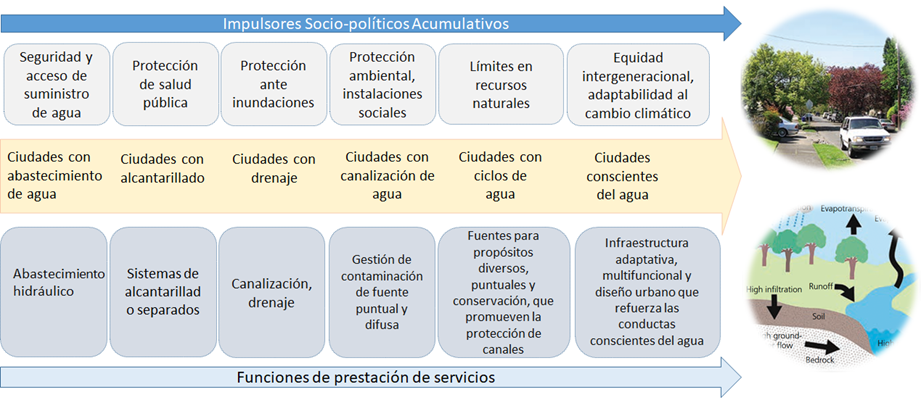 Impulsores Socio-políticos Acumulativos
Seguridad y
acceso de
suministro
de agua
Protección
de salud
pública
Protección
ante
inundaciones
Protección
ambiental,
instalaciones
sociales
Límites en
recursos
naturales
Equidad
intergeneracional,
adaptabilidad al
cambio climático
Ciudades con
abastecimiento
de agua
Ciudades con
alcantarillado
Ciudades con
drenaje
Ciudades con
canalización de
agua
Ciudades con
ciclos de
agua
Ciudades
conscientes
del agua
Abastecimiento
hidráulico
Sistemas de
alcantarillad
o separados
Canalización,
drenaje
Gestión de
contaminación
de fuente
puntual y
difusa
Fuentes para
propósitos
diversos,
puntuales y
conservación, que
promueven la
protección de
canales
Infraestructura
adaptativa,
multifuncional y
diseño urbano que
refuerza las
conductas
conscientes del agua
Funciones de prestación de servicios
Evapotransp
High infiltration
Runoff
Soil
ground-
flow
Bedrock